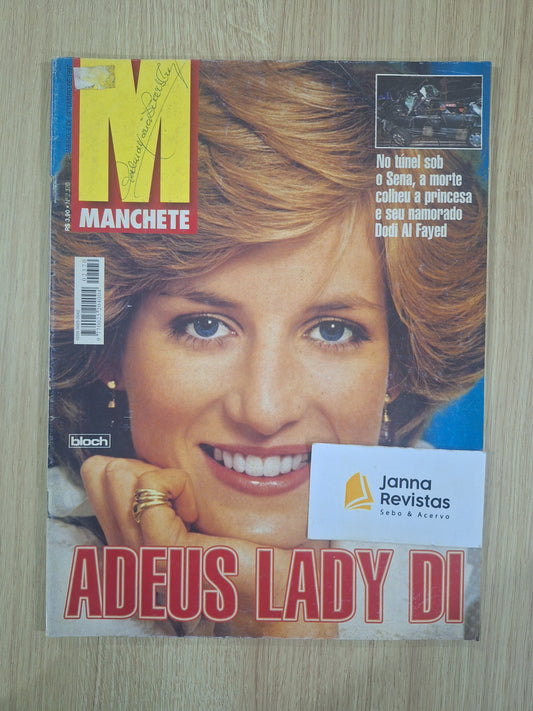 M
MANCHETE
No túnel sob
o Sena, a morte
colheu a princesa
e seu namorado
Dodi Al Fayed
bloch
Janna
Revistas
Sebo & Acervo
ADEUS LADY DI